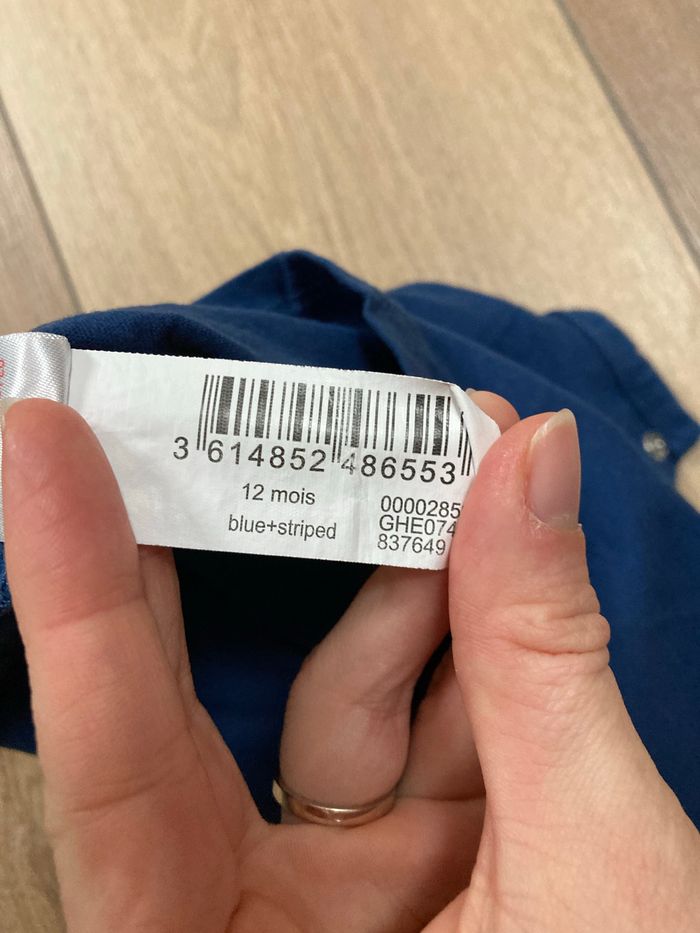 3 614852 486553
12 mois
blue+striped
0000285
GHE074
837649